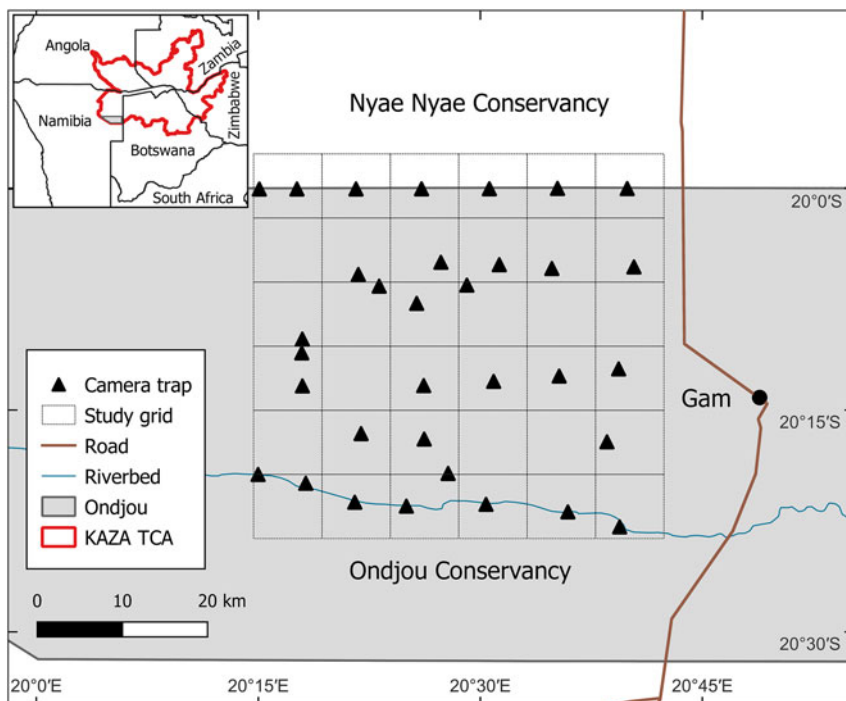 Angola
Zambia
Namibia
Zimbabwe
Botswana
South Africa
Nyae Nyae Conservancy
20°0′S
Camera trap
Study grid
Road
Riverbed
Ondjou
KAZA TCA
Gam
20°15′S
Ondjou Conservancy
0 10 20 km
20°30′S
20°0′E 20°15′E 20°30′E 20°45′E